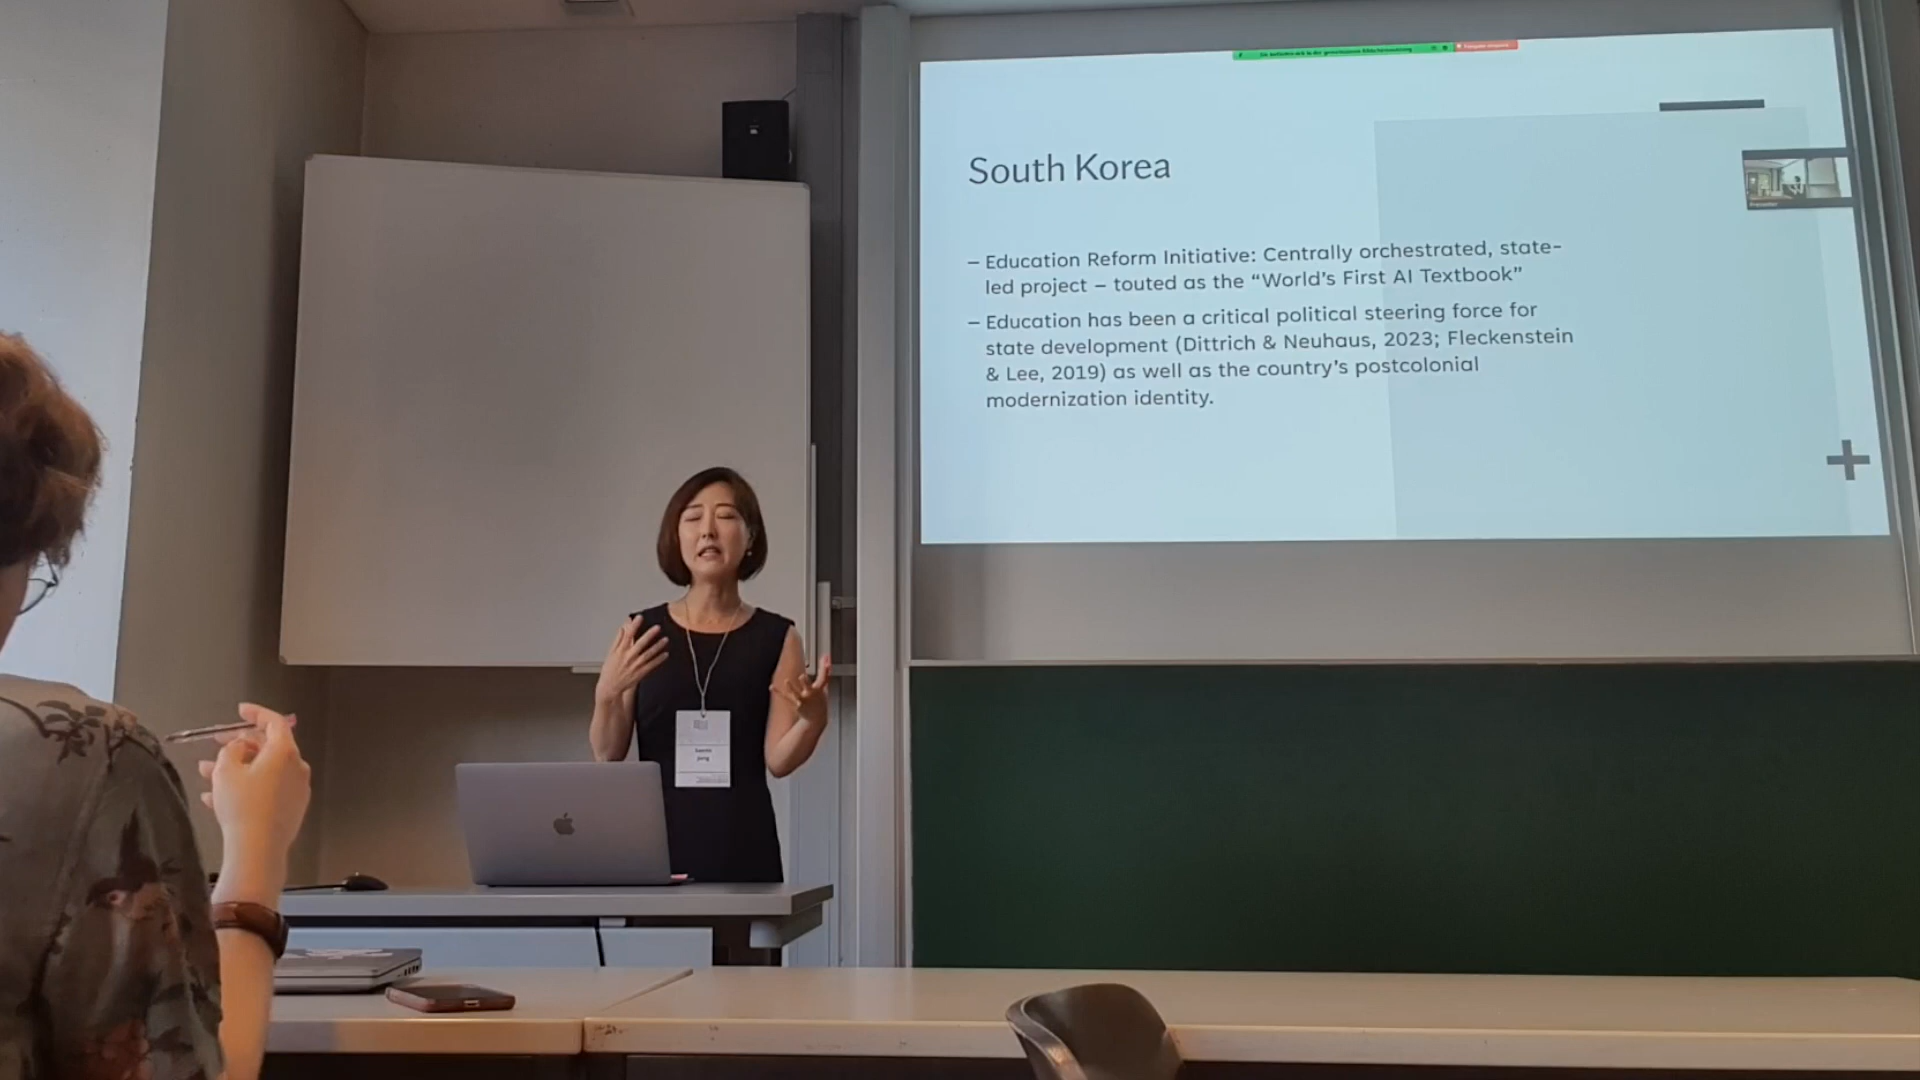 South Korea
– Education Reform Initiative: Centrally orchestrated, state-
led project – touted as the “World’s First AI Textbook”
– Education has been a critical political steering force for
state development (Dittrich & Neuhaus, 2023; Fleckenstein
& Lee, 2019) as well as the country’s postcolonial
modernization identity.